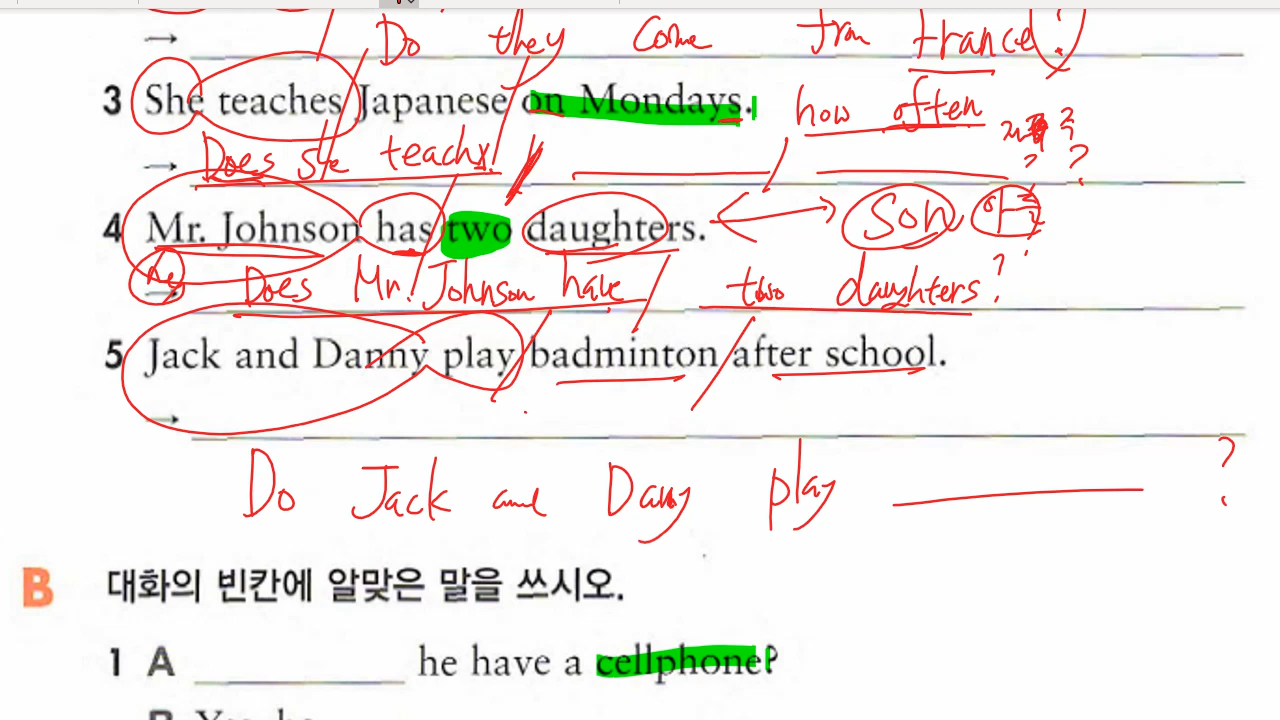 → Do they come from France?
3 She teaches Japanese on Mondays. how often
→ Does she teach
4 Mr. Johnson has two daughters. Son
he → Does Mr. Johnson have two daughters?
5 Jack and Danny play badminton after school.
→
Do Jack and Danny play ?
B 대화의 빈칸에 알맞은 말을 쓰시오.
1 A he have a cellphone?